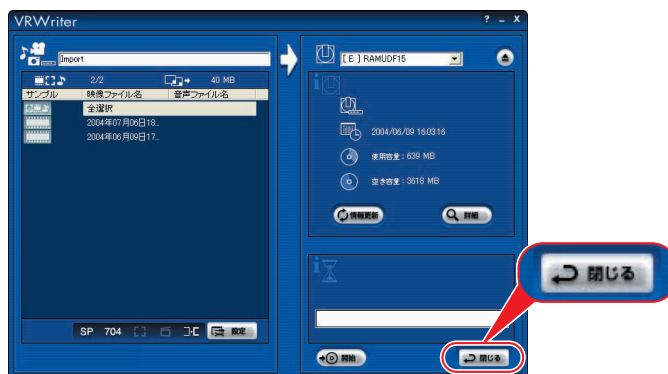 VRWriter
? - X
Import
2/2 40 MB
サンプル 映像ファイル名 音声ファイル名
全選択
2004年07月06日18...
2004年06月09日17...
SP 704 設定
[ E ] RAMUDF15
2004/06/09 16:03:16
使用容量 : 639 MB
空き容量 : 3618 MB
情報更新 詳細
開始 閉じる
閉じる